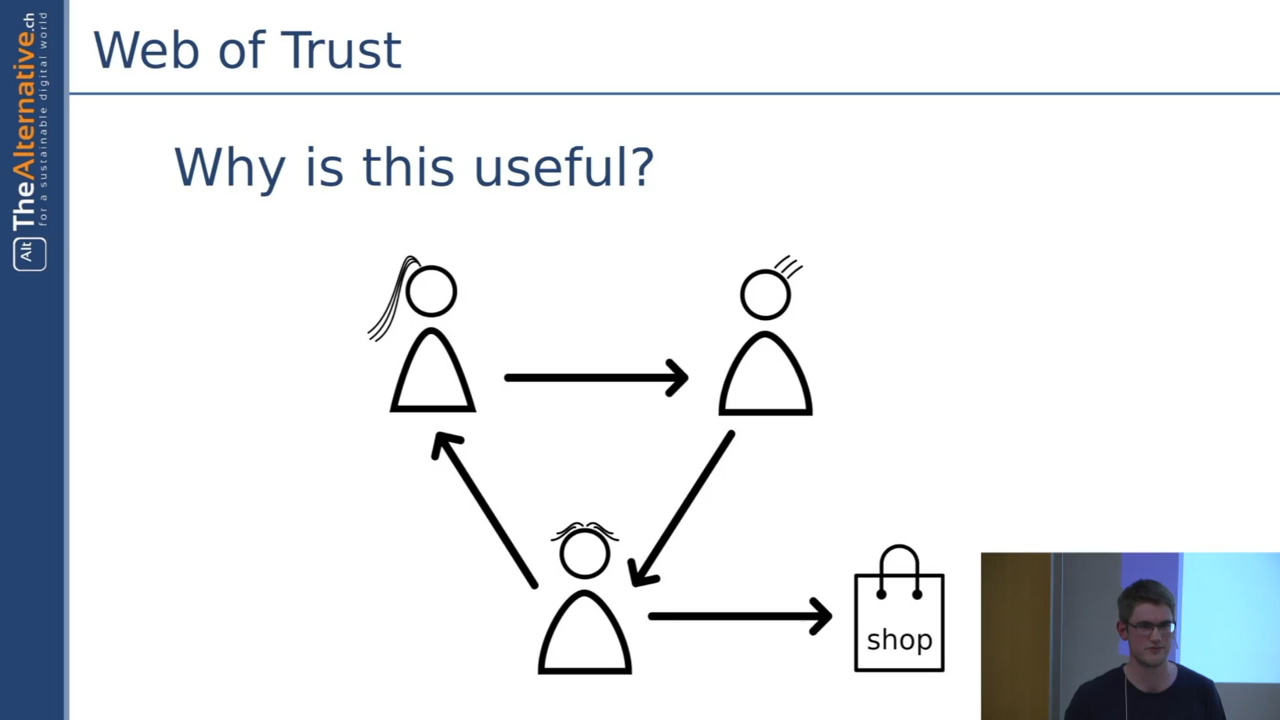 Web of Trust
Why is this useful?
shop
Alt TheAlternative.ch
for a sustainable digital world